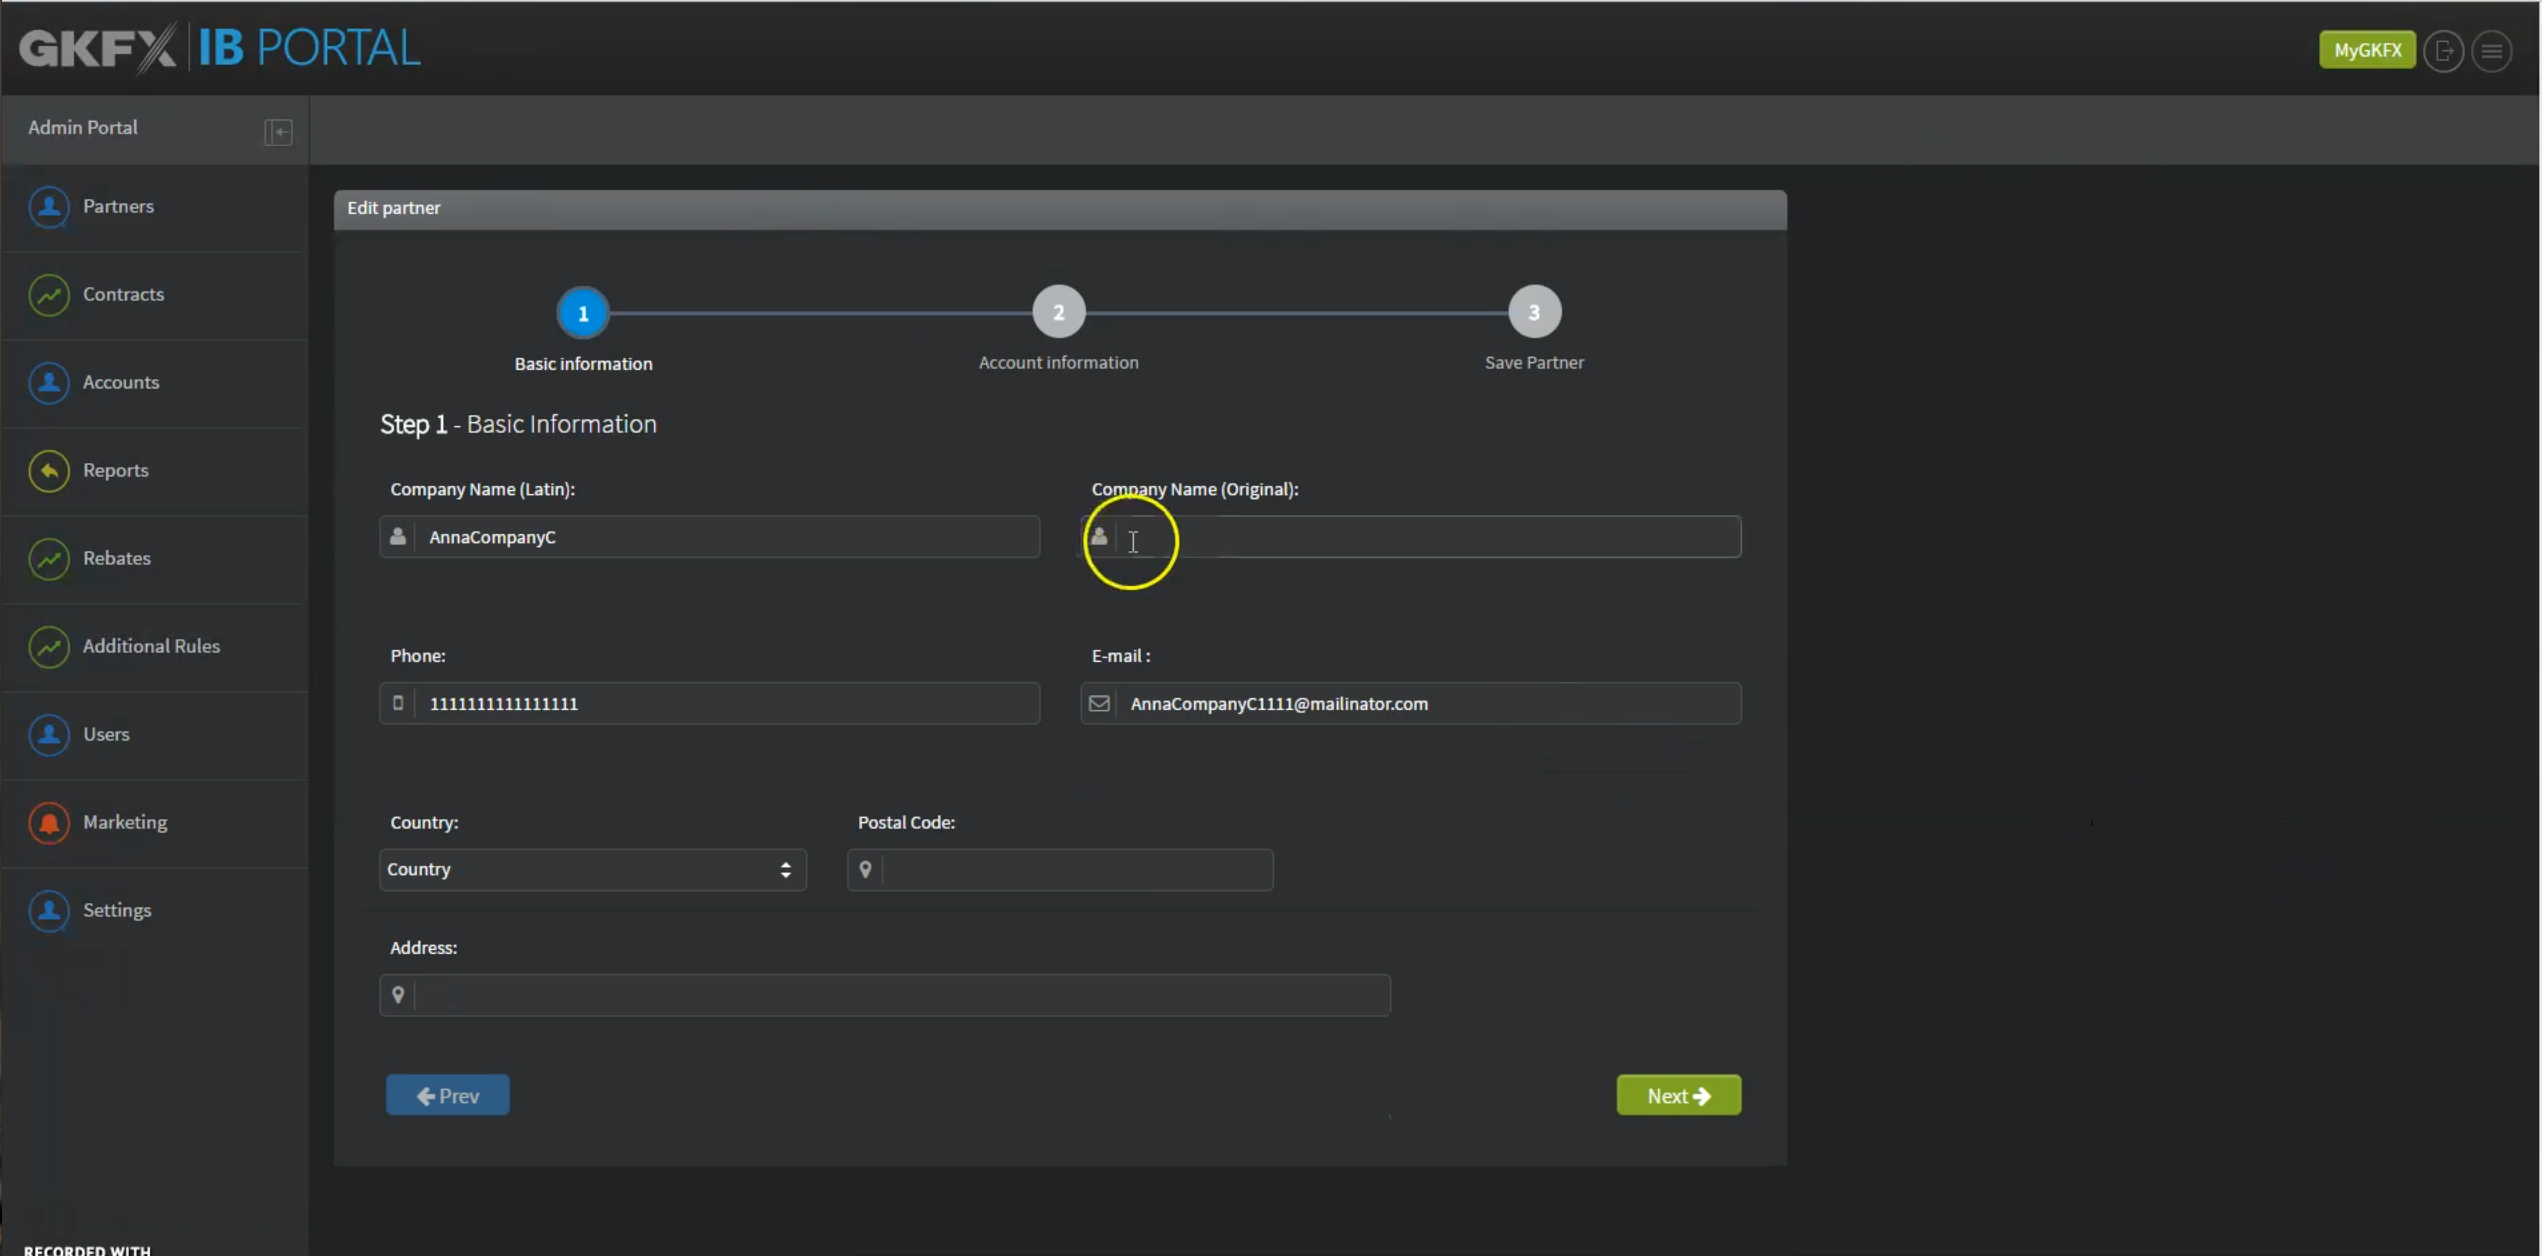 GKFX IB PORTAL
MyGKFX
Admin Portal
Partners
Contracts
Accounts
Reports
Rebates
Additional Rules
Users
Marketing
Settings
Edit partner
1
2
3
Basic information
Account information
Save Partner
Step 1 - Basic Information
Company Name (Latin):
Company Name (Original):
AnnaCompanyC
Phone:
E-mail :
1111111111111111
AnnaCompanyC1111@mailinator.com
Country:
Postal Code:
Country
Address:
Prev
Next
RECORDED WITH